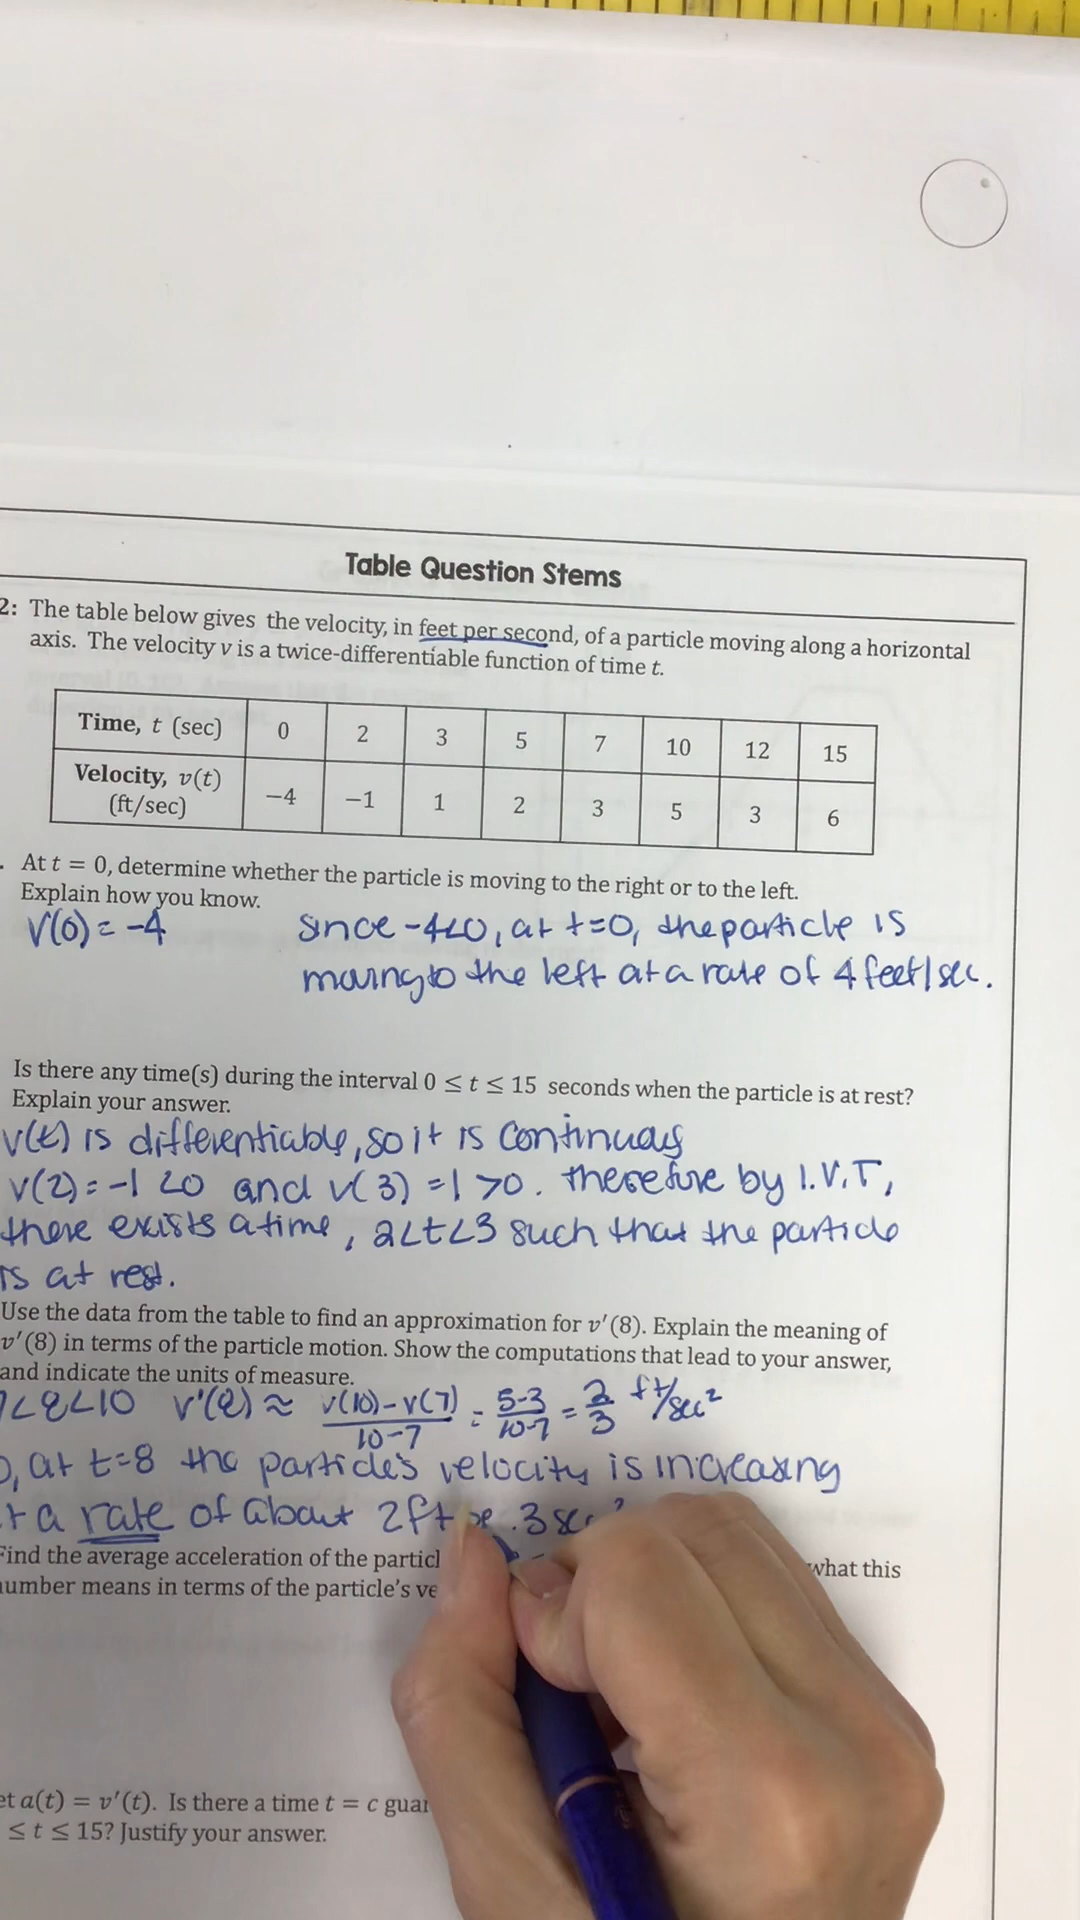 Table Question Stems
2: The table below gives the velocity, in feet per second, of a particle moving along a horizontal
axis. The velocity v is a twice-differentiable function of time t.
Time, t (sec) 0 2 3 5 7 10 12 15
Velocity, v(t)
(ft/sec) −4 −1 1 2 3 5 3 6
At t = 0, determine whether the particle is moving to the right or to the left.
Explain how you know.
v(0) = -4 since -4<0, at t=0, the particle is
moving to the left at a rate of 4 feet/sec.
Is there any time(s) during the interval 0 ≤ t ≤ 15 seconds when the particle is at rest?
Explain your answer.
v(t) is differentiable, so it is continuous
v(2) = -1 < 0 and v(3) = 1 > 0. therefore by I.V.T,
there exists a time, 2<t<3 such that the particle
is at rest.
Use the data from the table to find an approximation for v′(8). Explain the meaning of
v′(8) in terms of the particle motion. Show the computations that lead to your answer,
and indicate the units of measure.
7<8<10 v'(8) ≈ v(10)-v(7) / 10-7 = 5-3 / 10-7 = 2/3 ft/sec²
at t=8 the particle's velocity is increasing
a rate of about 2ft .3
Find the average acceleration of the what this
number means in terms of the particle's
a(t) = v′(t). Is there a time t = c
≤ t ≤ 15? Justify your answer.